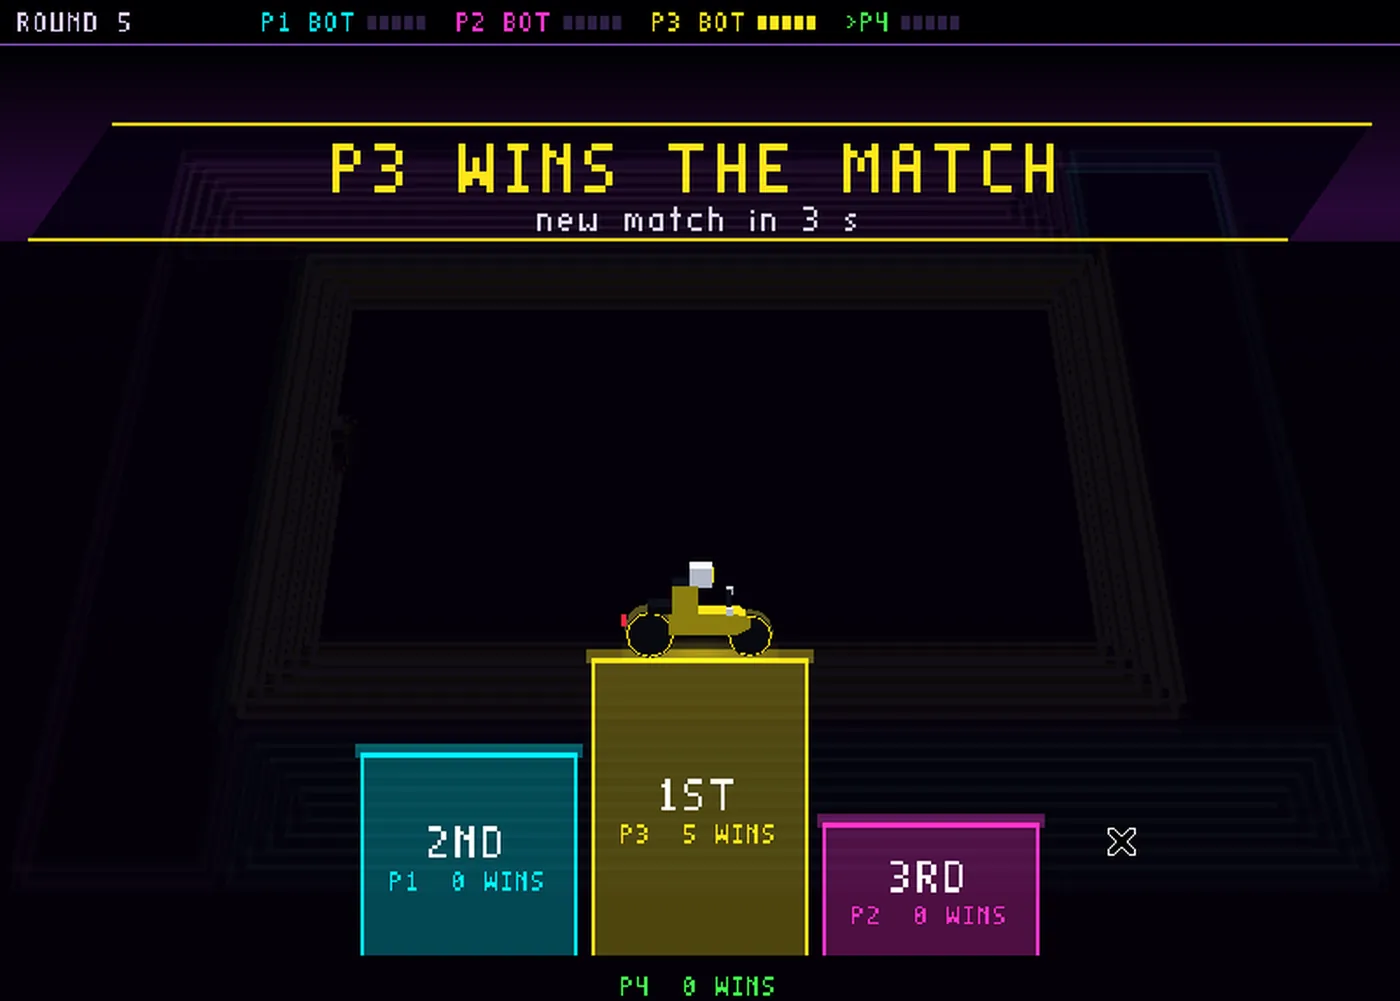 ROUND 5 P1 BOT P2 BOT P3 BOT >P4
P3 WINS THE MATCH
new match in 3 s
1ST
P3 5 WINS
2ND
P1 0 WINS
3RD
P2 0 WINS
P4 0 WINS